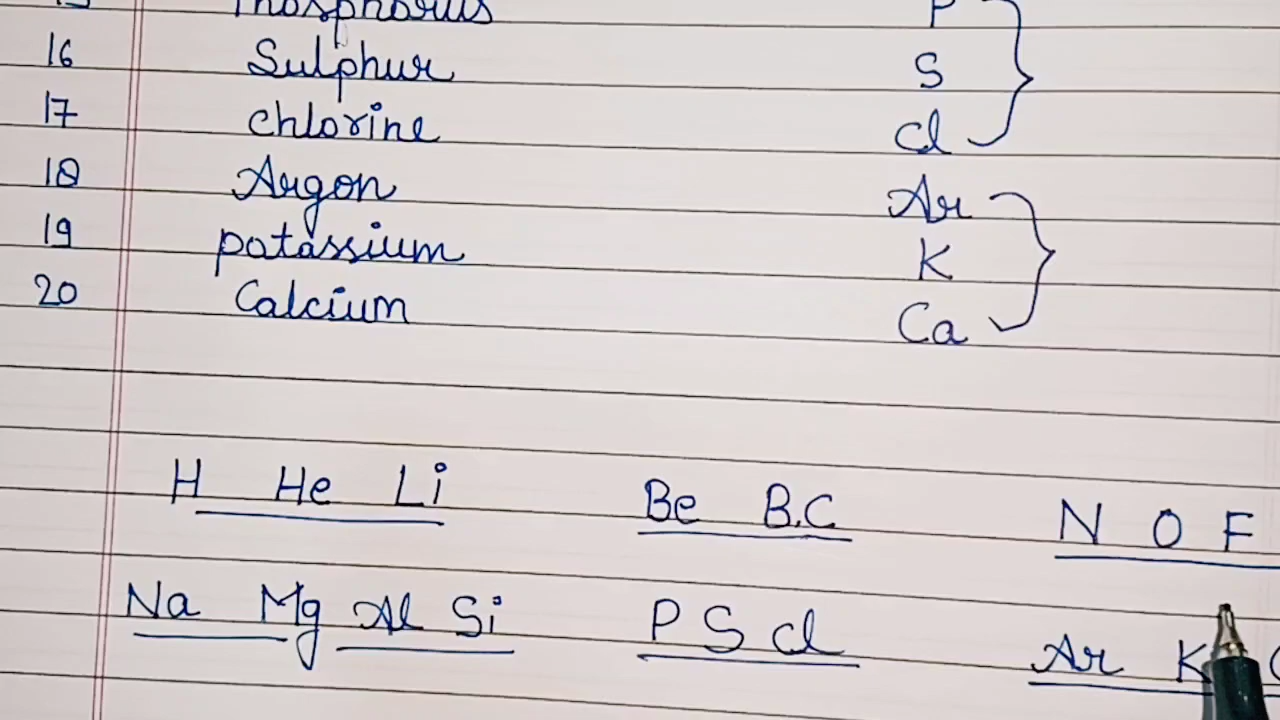 Phosphorus P
16 Sulphur S
17 Chlorine Cl
18 Argon Ar
19 potassium K
20 Calcium Ca
H He Li Be B.C N O F
Na Mg Al Si P S Cl Ar K